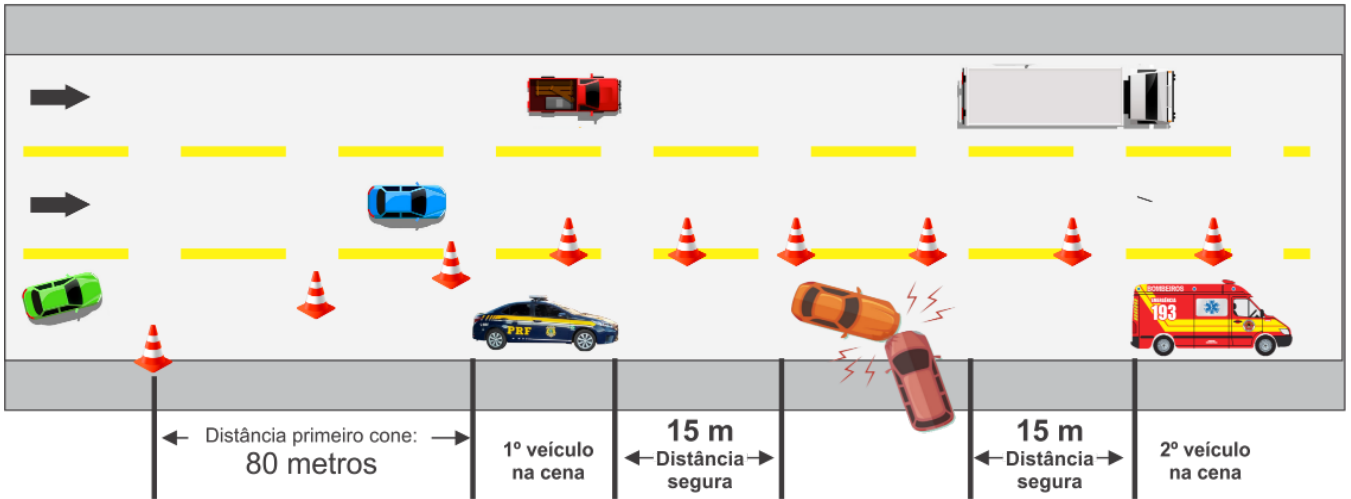 PRF
BOMBEIROS
EMERGÊNCIA
193
Distância primeiro cone:
80 metros
1º veículo
na cena
15 m
Distância
segura
15 m
Distância
segura
2º veículo
na cena